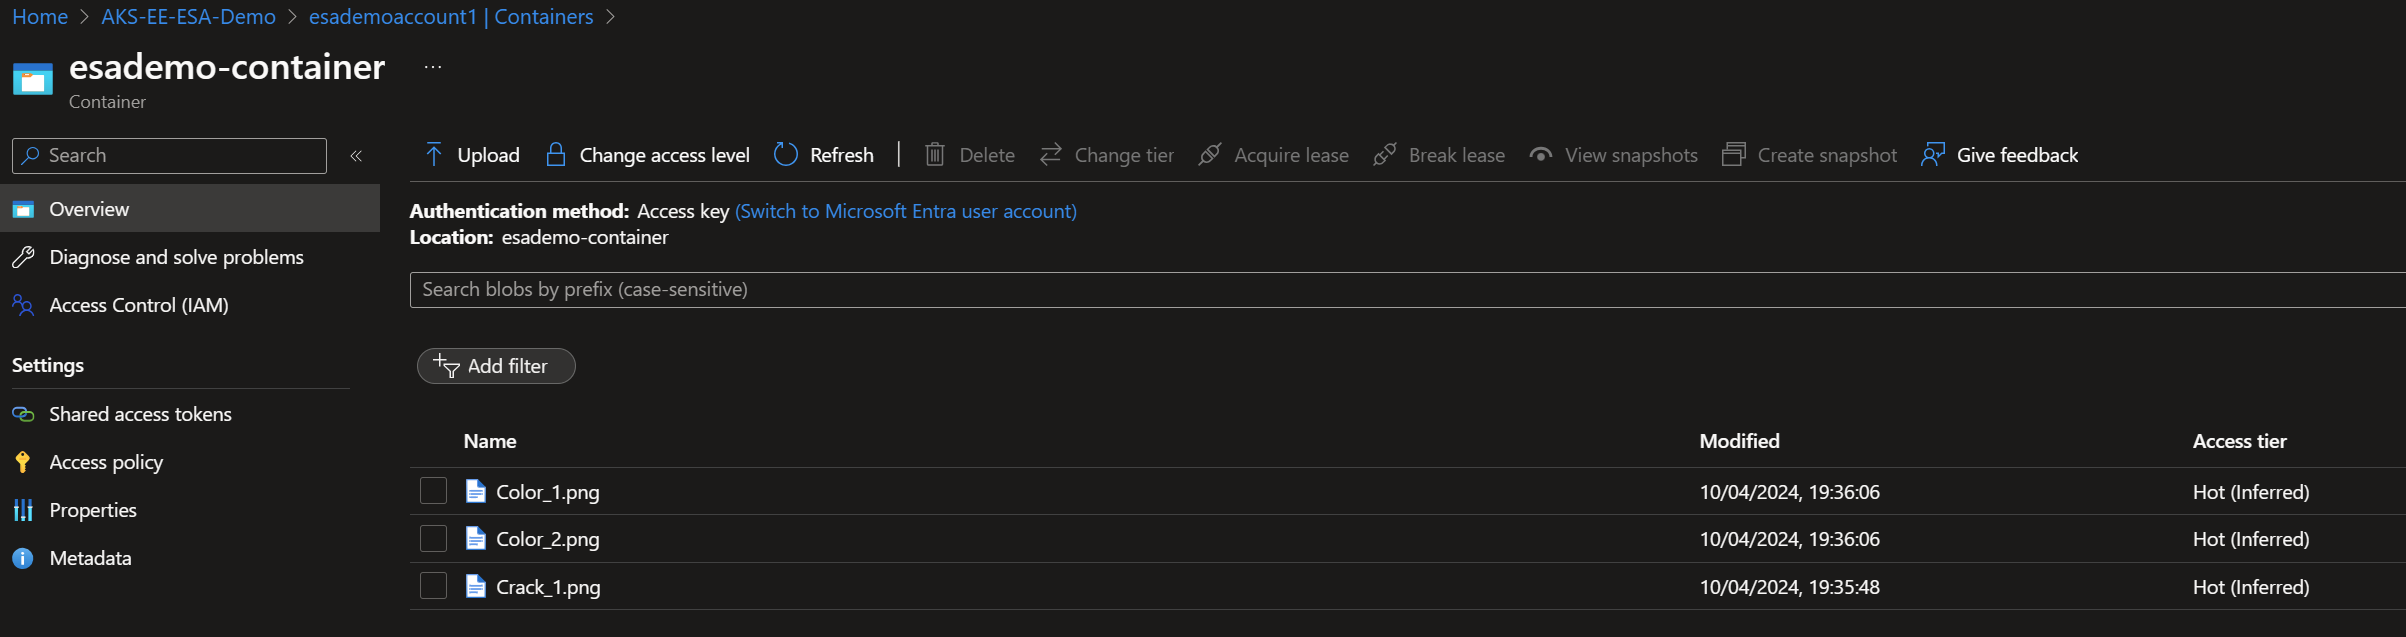 Home > AKS-EE-ESA-Demo > esademoaccount1 | Containers >
esademo-container ...
Container
Search «
Overview
Diagnose and solve problems
Access Control (IAM)
Settings
Shared access tokens
Access policy
Properties
Metadata
Upload Change access level Refresh | Delete Change tier Acquire lease Break lease View snapshots Create snapshot Give feedback
Authentication method: Access key (Switch to Microsoft Entra user account)
Location: esademo-container
Search blobs by prefix (case-sensitive)
Add filter
Name Modified Access tier
Color_1.png 10/04/2024, 19:36:06 Hot (Inferred)
Color_2.png 10/04/2024, 19:36:06 Hot (Inferred)
Crack_1.png 10/04/2024, 19:35:48 Hot (Inferred)